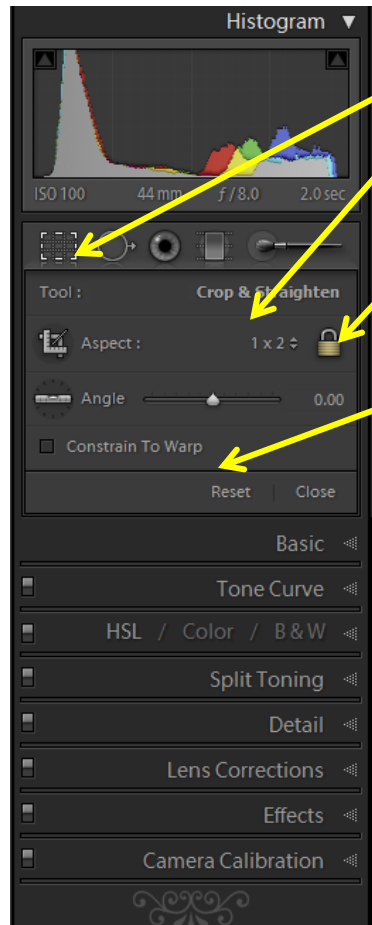 Histogram
ISO 100 44 mm ƒ / 8.0 2.0 sec
Tool : Crop & Straighten
Aspect : 1 x 2
Angle 0.00
Constrain To Warp
Reset Close
Basic
Tone Curve
HSL / Color / B & W
Split Toning
Detail
Lens Corrections
Effects
Camera Calibration